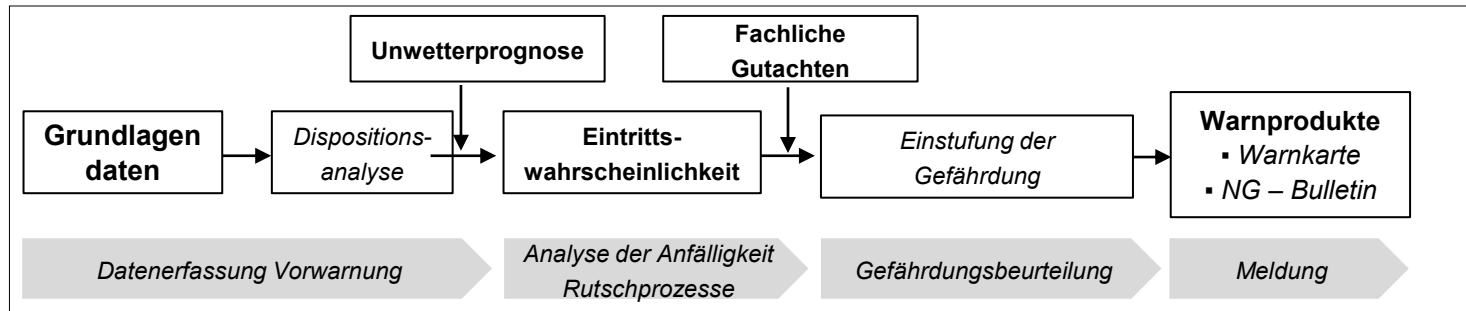 Unwetterprognose
Fachliche
Gutachten
Grundlagen
daten
Dispositions-
analyse
Eintritts-
wahrscheinlichkeit
Einstufung der
Gefährdung
Warnprodukte
▪ Warnkarte
▪ NG – Bulletin
Datenerfassung Vorwarnung
Analyse der Anfälligkeit
Rutschprozesse
Gefährdungsbeurteilung
Meldung